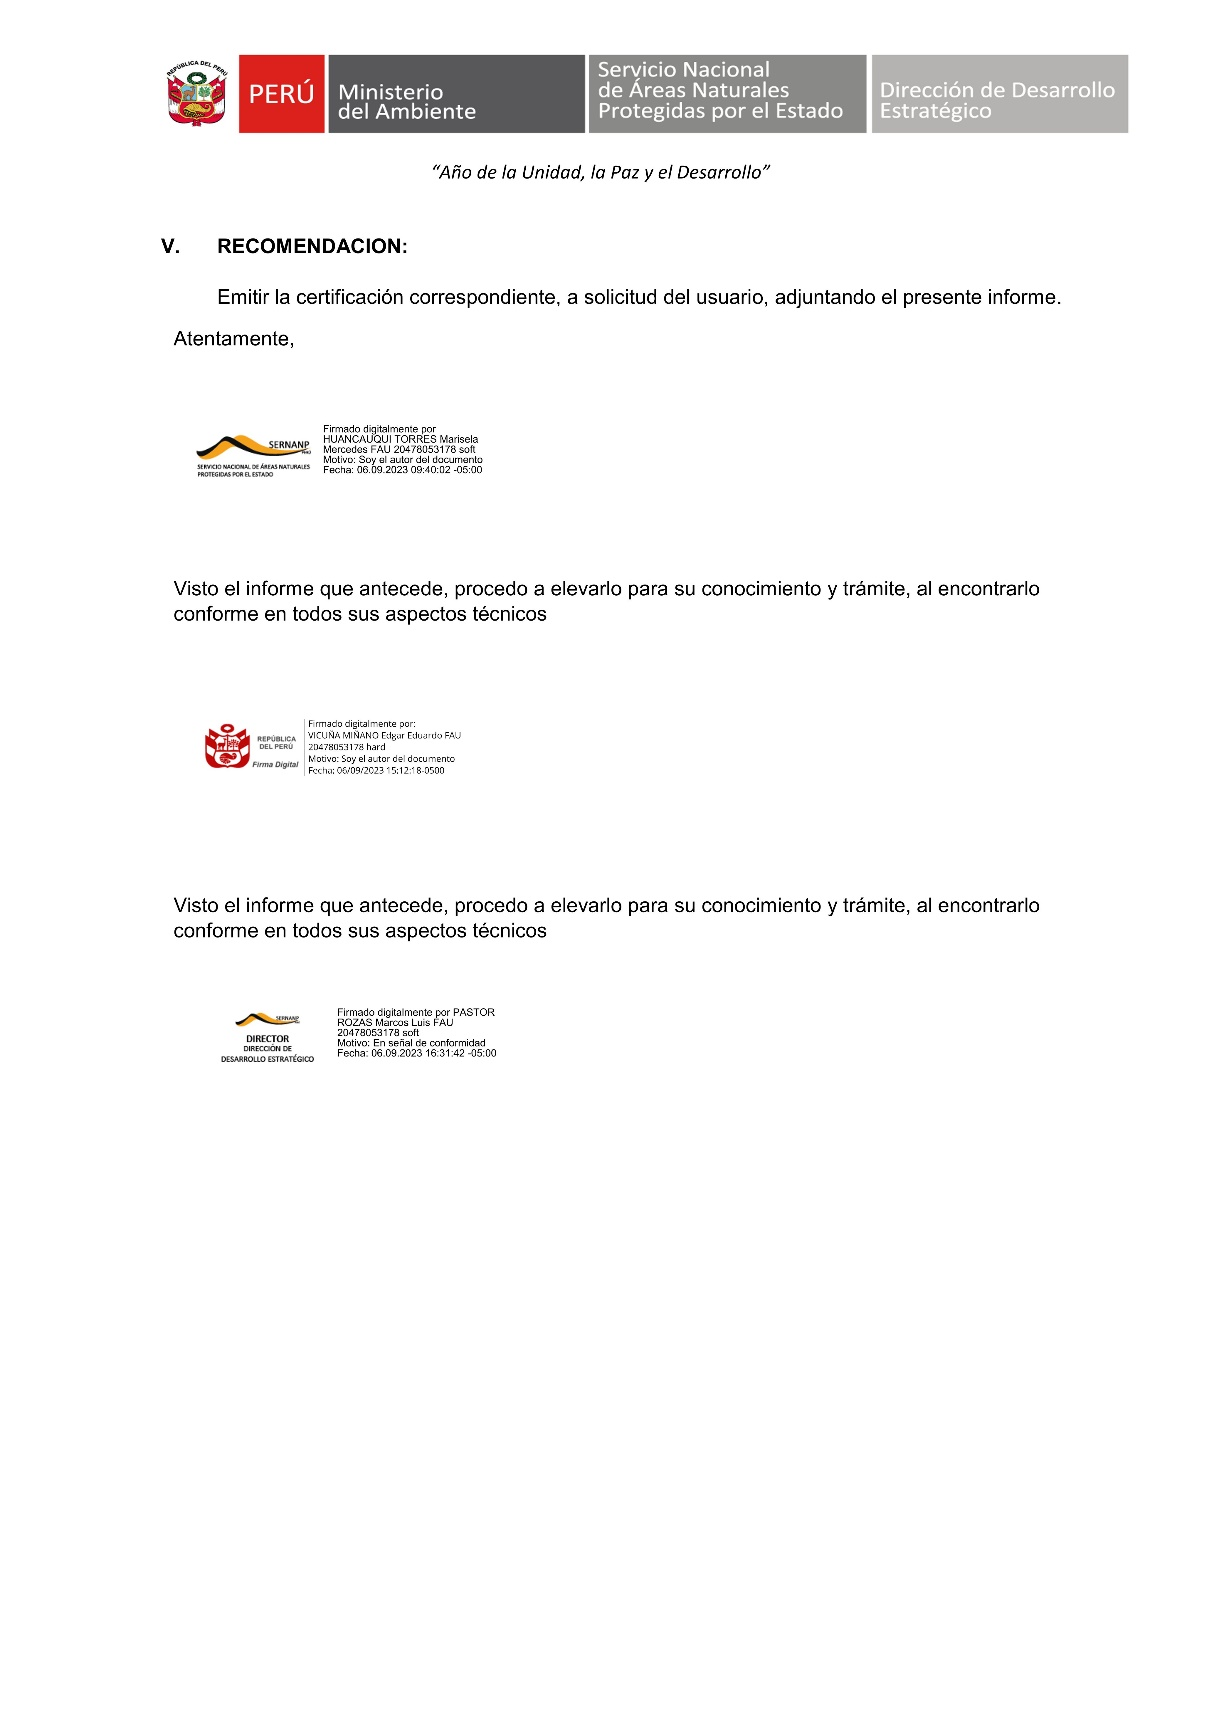 REPÚBLICA DEL PERÚ
PERÚ
Ministerio
del Ambiente
Servicio Nacional
de Áreas Naturales
Protegidas por el Estado
Dirección de Desarrollo
Estratégico
“Año de la Unidad, la Paz y el Desarrollo”
V. RECOMENDACION:
Emitir la certificación correspondiente, a solicitud del usuario, adjuntando el presente informe.
Atentamente,
SERNANP
PERÚ
SERVICIO NACIONAL DE ÁREAS NATURALES
PROTEGIDAS POR EL ESTADO
Firmado digitalmente por
HUANCAUQUI TORRES Marisela
Mercedes FAU 20478053178 soft
Motivo: Soy el autor del documento
Fecha: 06.09.2023 09:40:02 -05:00
Visto el informe que antecede, procedo a elevarlo para su conocimiento y trámite, al encontrarlo
conforme en todos sus aspectos técnicos
REPÚBLICA
DEL PERÚ
Firma Digital
Firmado digitalmente por:
VICUÑA MIÑANO Edgar Eduardo FAU
20478053178 hard
Motivo: Soy el autor del documento
Fecha: 06/09/2023 15:12:18-0500
Visto el informe que antecede, procedo a elevarlo para su conocimiento y trámite, al encontrarlo
conforme en todos sus aspectos técnicos
SERNANP
DIRECTOR
DIRECCIÓN DE
DESARROLLO ESTRATÉGICO
Firmado digitalmente por PASTOR
ROZAS Marcos Luis FAU
20478053178 soft
Motivo: En señal de conformidad
Fecha: 06.09.2023 16:31:42 -05:00